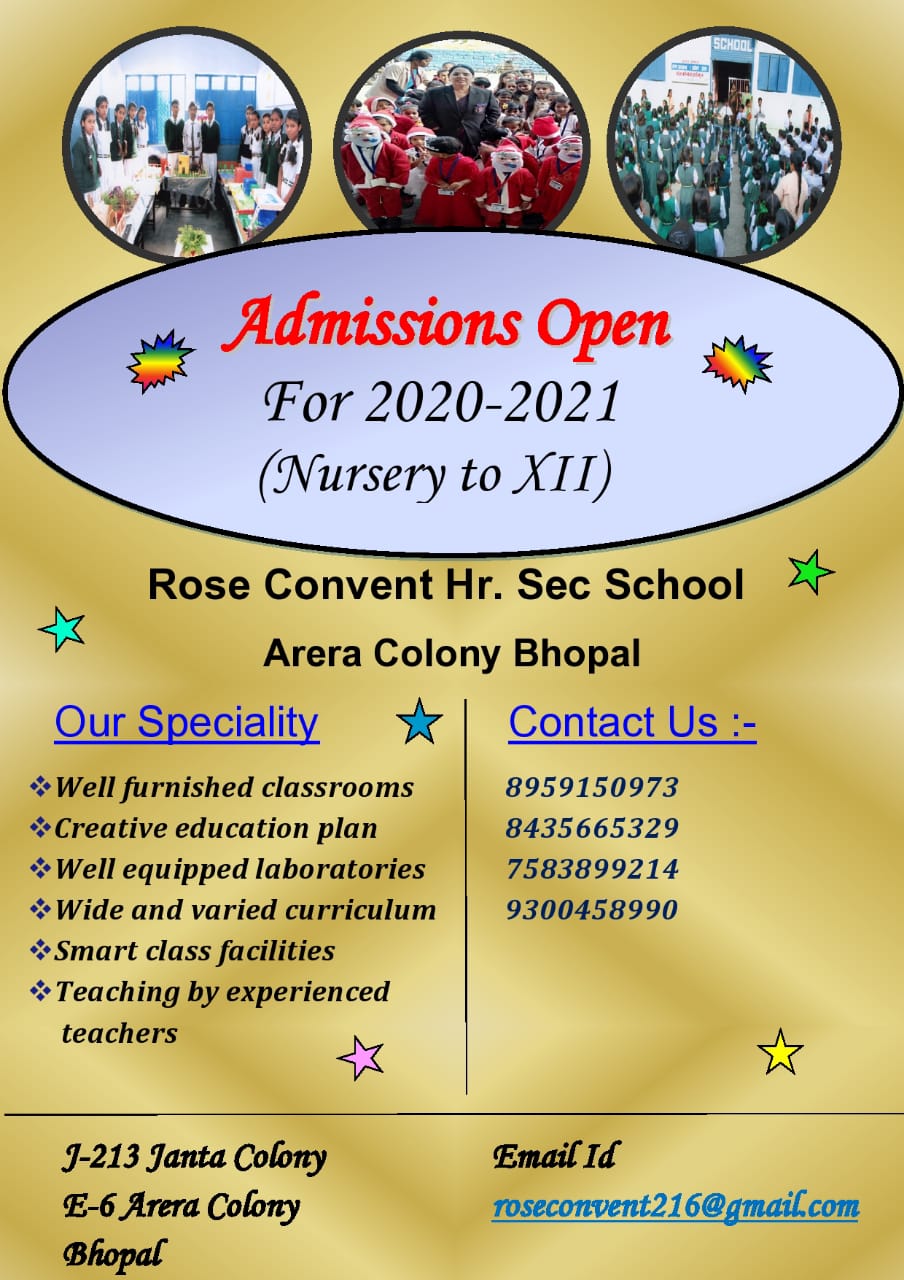 SCHOOL
Admissions Open
For 2020-2021
(Nursery to XII)
Rose Convent Hr. Sec School
Arera Colony Bhopal
Our Speciality
❖Well furnished classrooms
❖Creative education plan
❖Well equipped laboratories
❖Wide and varied curriculum
❖Smart class facilities
❖Teaching by experienced
teachers
Contact Us :-
8959150973
8435665329
7583899214
9300458990
J-213 Janta Colony
E-6 Arera Colony
Bhopal
Email Id
roseconvent216@gmail.com